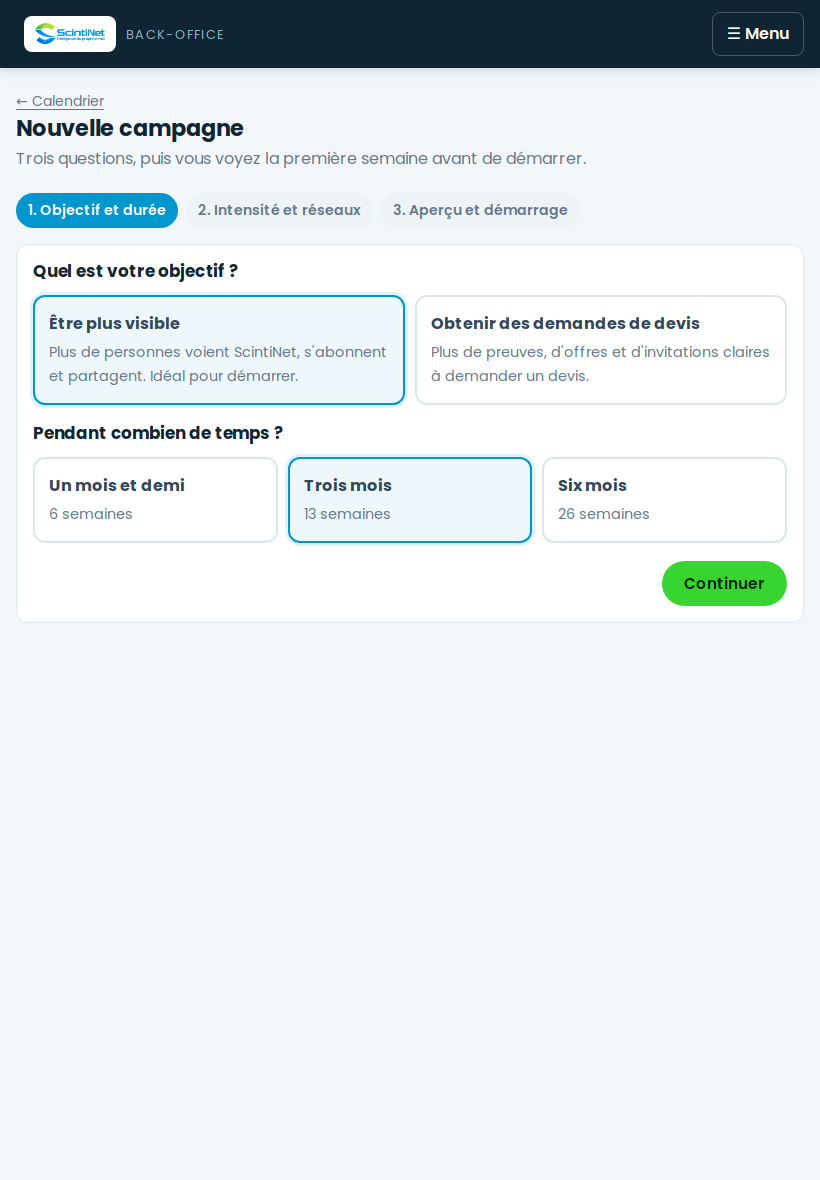 ScintiNet
BACK-OFFICE
☰ Menu
← Calendrier
Nouvelle campagne
Trois questions, puis vous voyez la première semaine avant de démarrer.
1. Objectif et durée
2. Intensité et réseaux
3. Aperçu et démarrage
Quel est votre objectif ?
Être plus visible
Plus de personnes voient ScintiNet, s'abonnent
et partagent. Idéal pour démarrer.
Obtenir des demandes de devis
Plus de preuves, d'offres et d'invitations claires
à demander un devis.
Pendant combien de temps ?
Un mois et demi
6 semaines
Trois mois
13 semaines
Six mois
26 semaines
Continuer